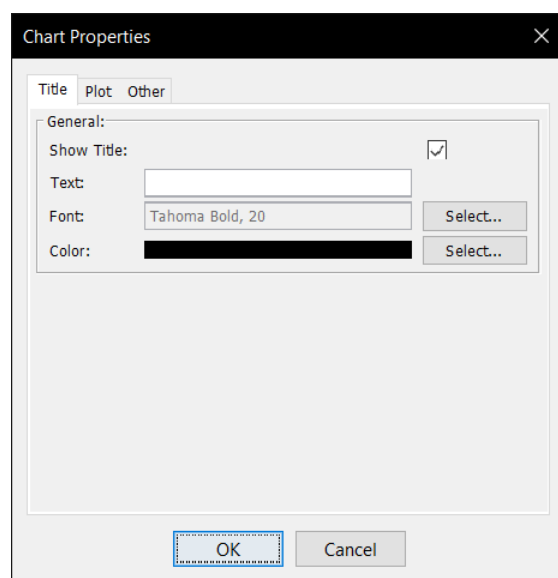 Chart Properties
Title Plot Other
General:
Show Title:
Text:
Font: Tahoma Bold, 20 Select...
Color: Select...
OK Cancel